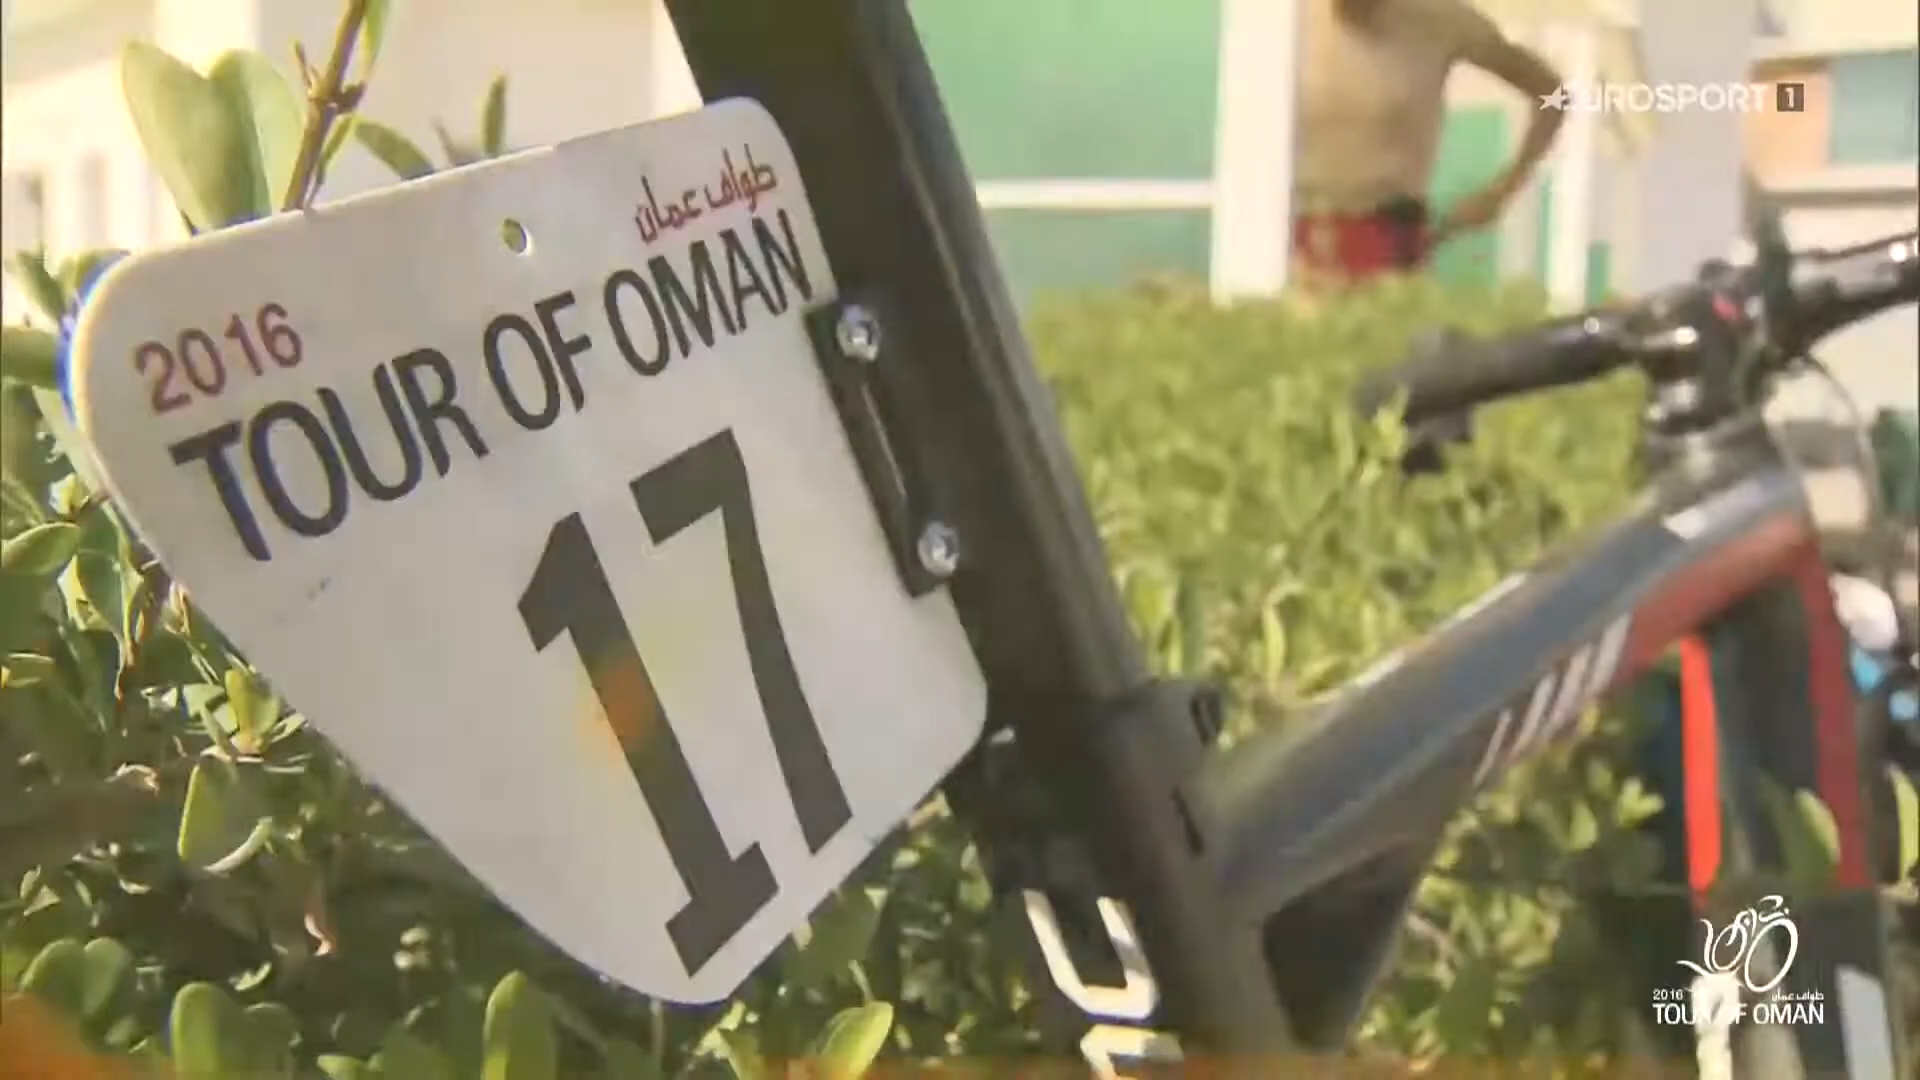 EUROSPORT 1
طواف عمان
2016
TOUR OF OMAN
17
2016 طواف عمان
TOUR OF OMAN